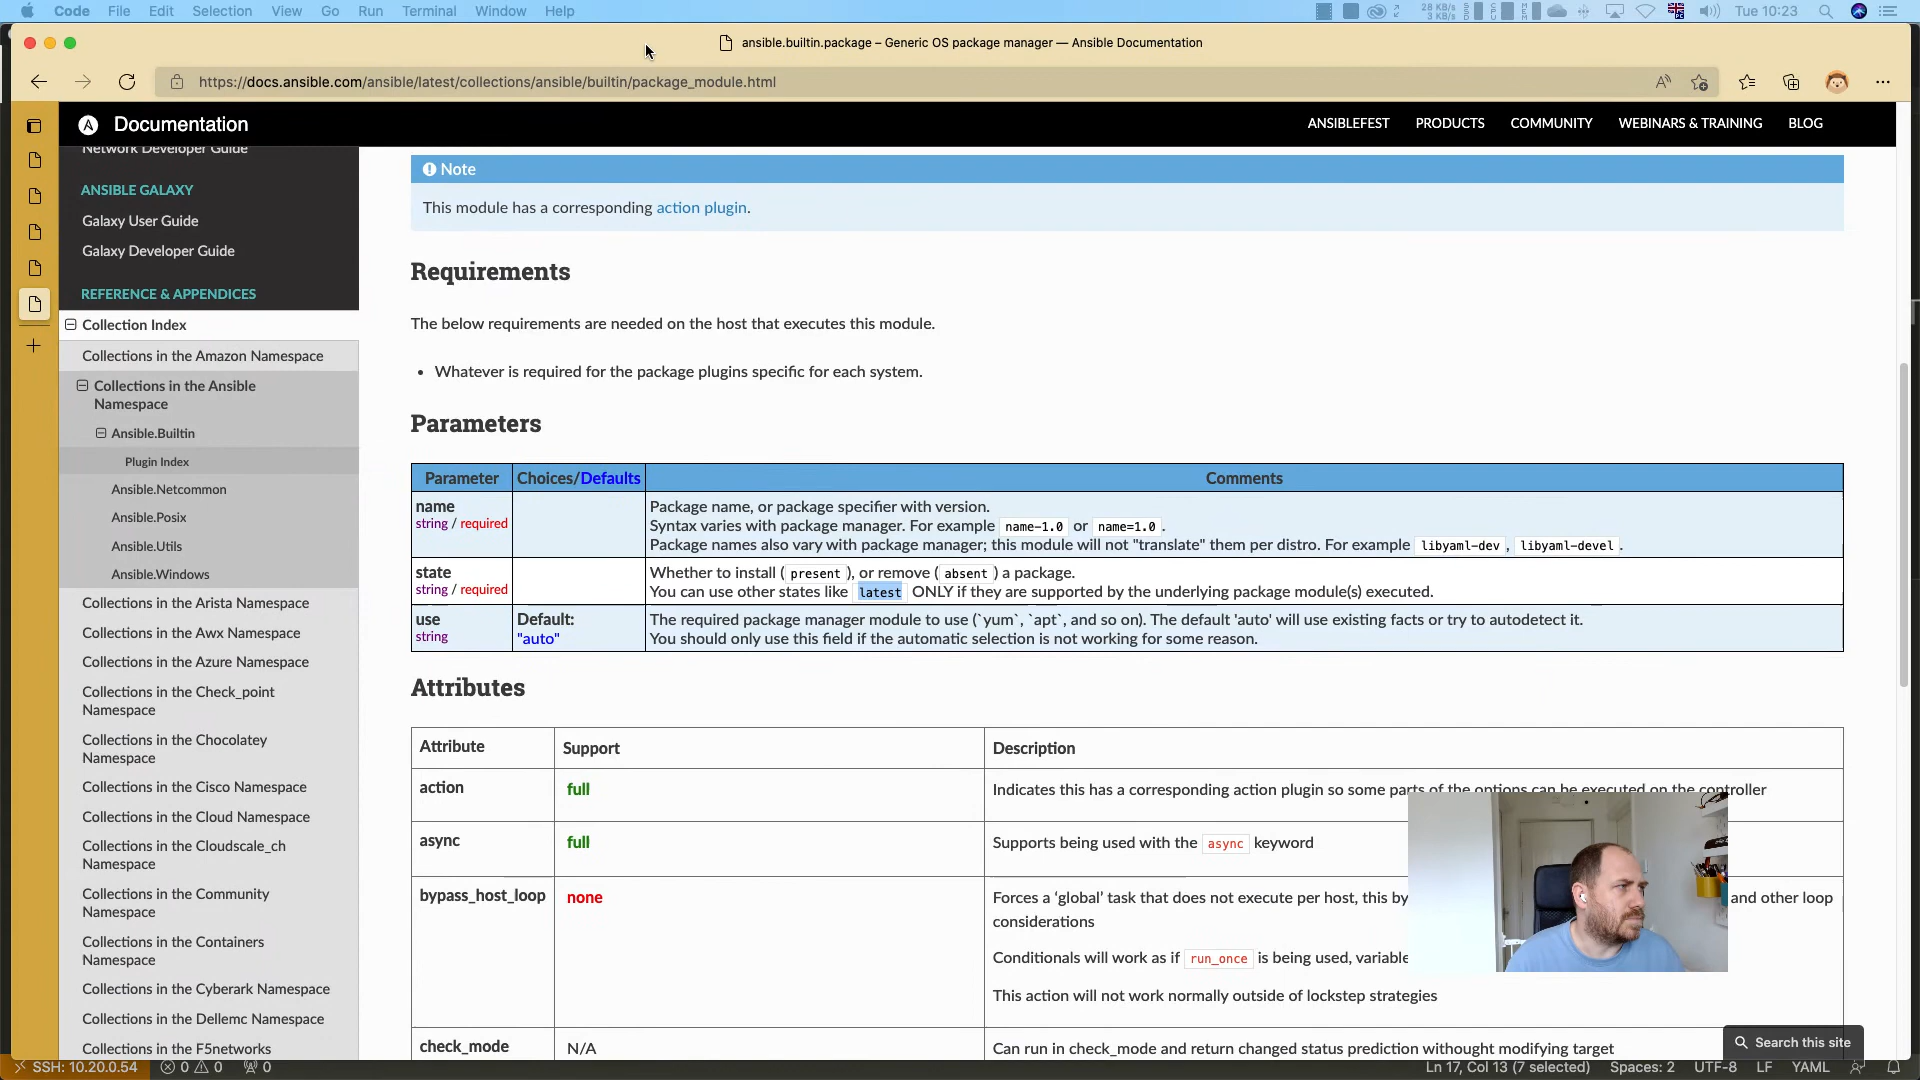 Code File Edit Selection View Go Run Terminal Window Help 28 KB/s 3 KB/s Tue 10:23
ansible.builtin.package – Generic OS package manager — Ansible Documentation
https://docs.ansible.com/ansible/latest/collections/ansible/builtin/package_module.html
Documentation
ANSIBLEFEST PRODUCTS COMMUNITY WEBINARS & TRAINING BLOG
Network Developer Guide
ANSIBLE GALAXY
Galaxy User Guide
Galaxy Developer Guide
REFERENCE & APPENDICES
Collection Index
Collections in the Amazon Namespace
Collections in the Ansible
Namespace
Ansible.Builtin
Plugin Index
Ansible.Netcommon
Ansible.Posix
Ansible.Utils
Ansible.Windows
Collections in the Arista Namespace
Collections in the Awx Namespace
Collections in the Azure Namespace
Collections in the Check_point
Namespace
Collections in the Chocolatey
Namespace
Collections in the Cisco Namespace
Collections in the Cloud Namespace
Collections in the Cloudscale_ch
Namespace
Collections in the Community
Namespace
Collections in the Containers
Namespace
Collections in the Cyberark Namespace
Collections in the Dellemc Namespace
Collections in the F5networks
Note
This module has a corresponding action plugin.
Requirements
The below requirements are needed on the host that executes this module.
• Whatever is required for the package plugins specific for each system.
Parameters
Parameter Choices/Defaults Comments
name
string / required
Package name, or package specifier with version.
Syntax varies with package manager. For example name-1.0 or name=1.0 .
Package names also vary with package manager; this module will not "translate" them per distro. For example libyaml-dev , libyaml-devel .
state
string / required
Whether to install ( present ), or remove ( absent ) a package.
You can use other states like latest ONLY if they are supported by the underlying package module(s) executed.
use
string
Default:
"auto"
The required package manager module to use (`yum`, `apt`, and so on). The default 'auto' will use existing facts or try to autodetect it.
You should only use this field if the automatic selection is not working for some reason.
Attributes
Attribute Support Description
action full Indicates this has a corresponding action plugin so some parts of the options can be executed on the controller
async full Supports being used with the async keyword
bypass_host_loop none Forces a ‘global’ task that does not execute per host, this by and other loop
considerations
Conditionals will work as if run_once is being used, variable
This action will not work normally outside of lockstep strategies
check_mode N/A Can run in check_mode and return changed status prediction withought modifying target
Search this site
SSH: 10.20.0.54 0 0 0 Ln 17, Col 13 (7 selected) Spaces: 2 UTF-8 LF YAML